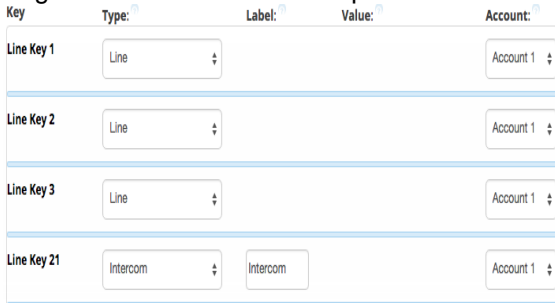 Key Type: Label: Value: Account:
Line Key 1 Line Account 1
Line Key 2 Line Account 1
Line Key 3 Line Account 1
Line Key 21 Intercom Intercom Account 1